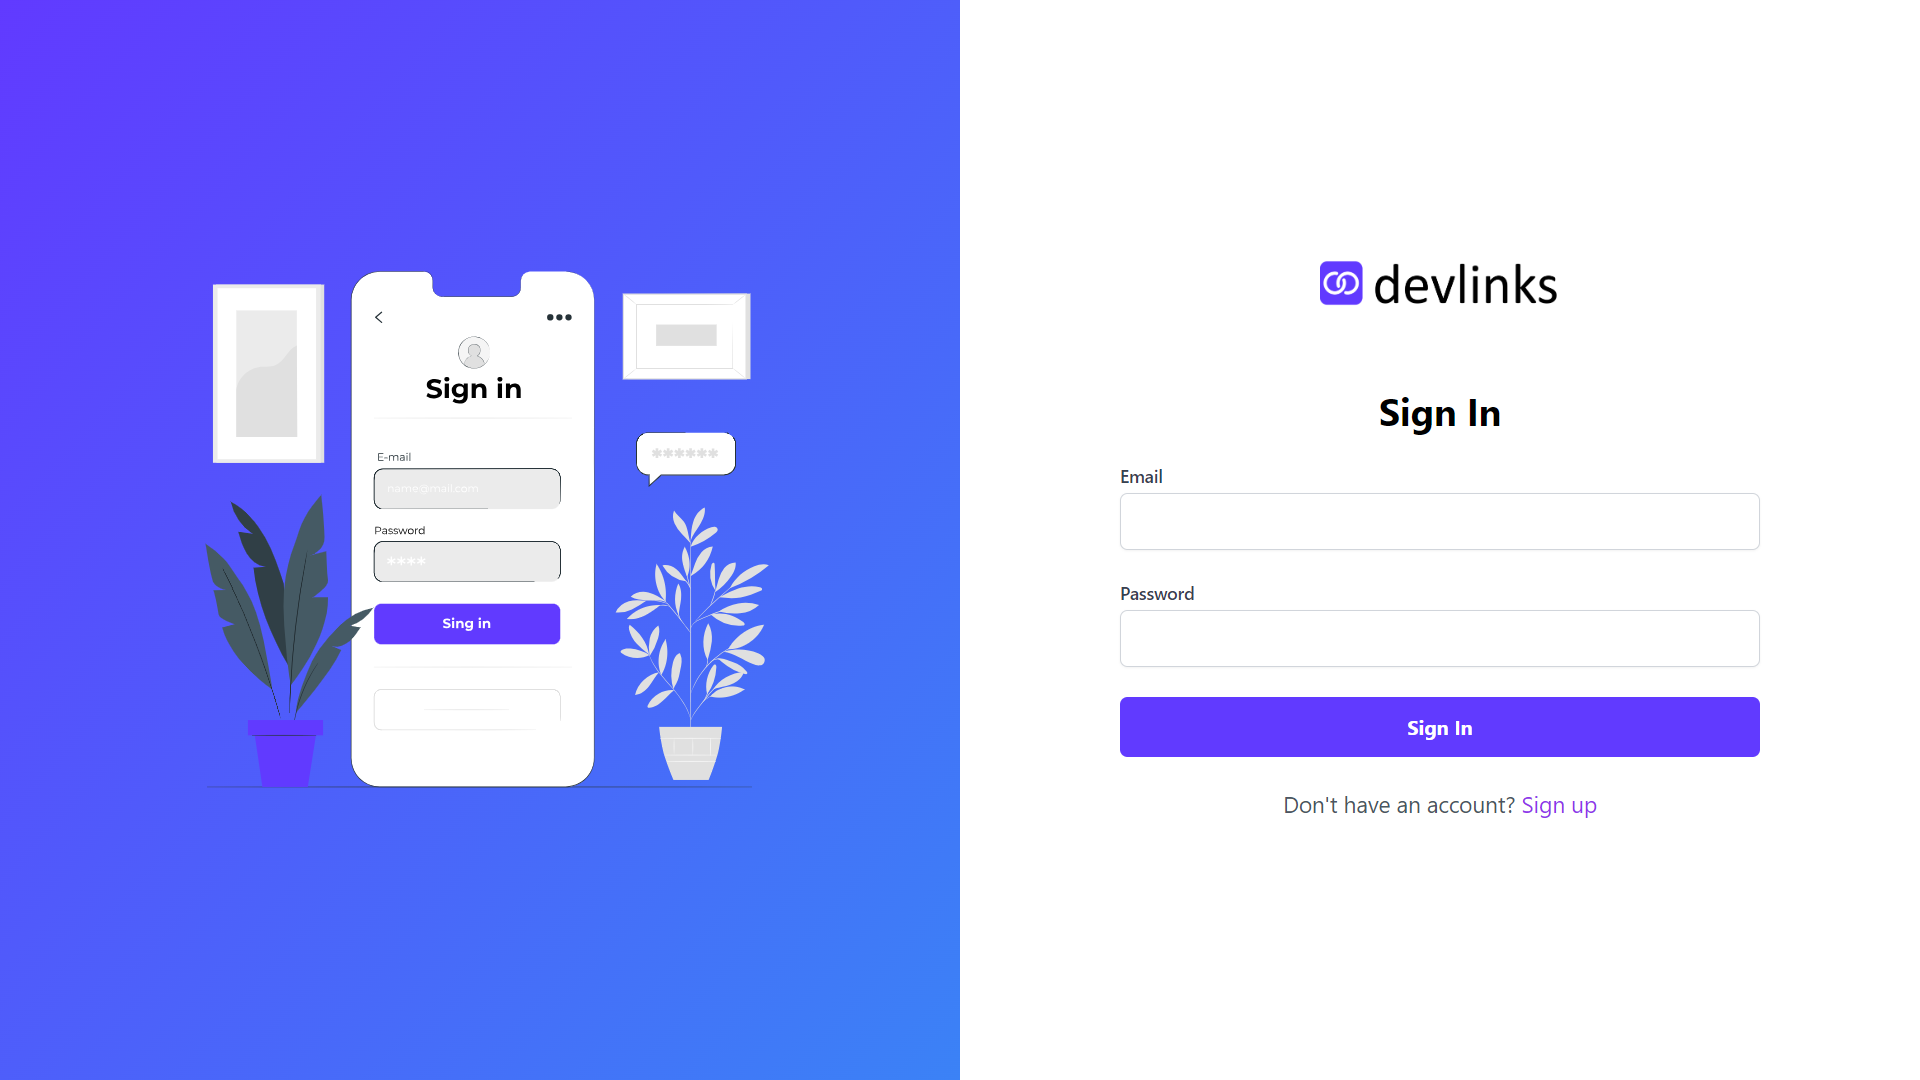 Sign in
E-mail
name@mail.com
Password
****
Sing in
******
devlinks
Sign In
Email
Password
Sign In
Don't have an account? Sign up